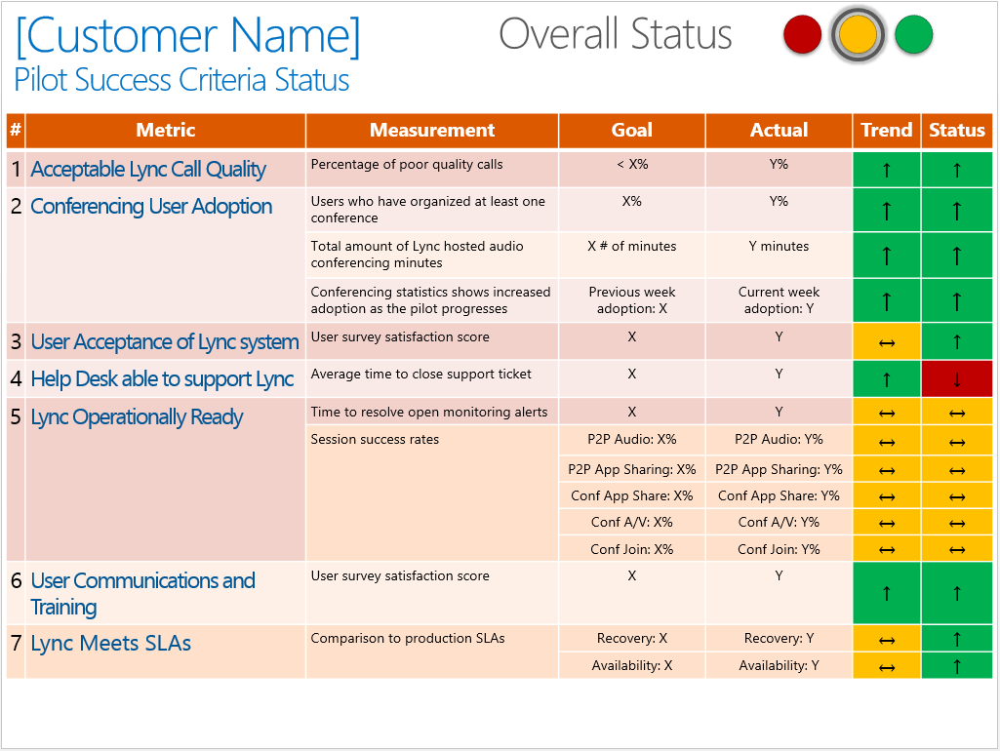 [Customer Name]
Overall Status
Pilot Success Criteria Status
# Metric Measurement Goal Actual Trend Status
1 Acceptable Lync Call Quality Percentage of poor quality calls < X% Y% ↑ ↑
2 Conferencing User Adoption Users who have organized at least one X% Y% ↑ ↑
conference
Total amount of Lync hosted audio X # of minutes Y minutes ↑ ↑
conferencing minutes
Conferencing statistics shows increased Previous week Current week ↑ ↑
adoption as the pilot progresses adoption: X adoption: Y
3 User Acceptance of Lync system User survey satisfaction score X Y ↔ ↑
4 Help Desk able to support Lync Average time to close support ticket X Y ↑ ↓
5 Lync Operationally Ready Time to resolve open monitoring alerts X Y ↔ ↔
Session success rates P2P Audio: X% P2P Audio: Y% ↔ ↔
P2P App Sharing: X% P2P App Sharing: Y% ↔ ↔
Conf App Share: X% Conf App Share: Y% ↔ ↔
Conf A/V: X% Conf A/V: Y% ↔ ↔
Conf Join: X% Conf Join: Y% ↔ ↔
6 User Communications and User survey satisfaction score X Y ↑ ↑
Training
7 Lync Meets SLAs Comparison to production SLAs Recovery: X Recovery: Y ↔ ↑
Availability: X Availability: Y ↔ ↑